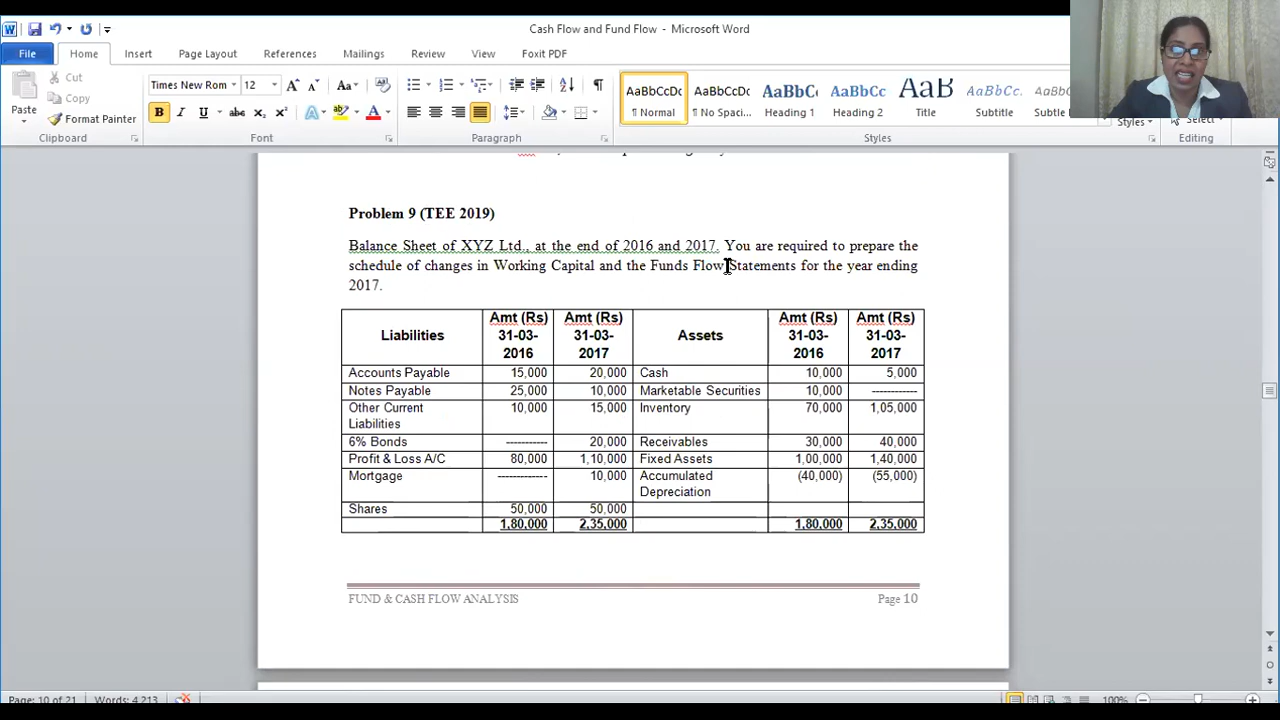 Cash Flow and Fund Flow - Microsoft Word
File Home Insert Page Layout References Mailings Review View Foxit PDF
Paste
Cut
Copy
Format Painter
Clipboard
Times New Rom 12
Font
Paragraph
AaBbCcDc AaBbCcDc AaBbC AaBbCc AaB AaBbCc AaBbCc
¶ Normal ¶ No Spaci... Heading 1 Heading 2 Title Subtitle Subtle
Styles
Styles
Select
Editing
Problem 9 (TEE 2019)
Balance Sheet of XYZ Ltd., at the end of 2016 and 2017. You are required to prepare the
schedule of changes in Working Capital and the Funds Flow Statements for the year ending
2017.
Liabilities Amt (Rs) 31-03-2016 Amt (Rs) 31-03-2017 Assets Amt (Rs) 31-03-2016 Amt (Rs) 31-03-2017
Accounts Payable 15,000 20,000 Cash 10,000 5,000
Notes Payable 25,000 10,000 Marketable Securities 10,000 ------------
Other Current Liabilities 10,000 15,000 Inventory 70,000 1,05,000
6% Bonds ----------- 20,000 Receivables 30,000 40,000
Profit & Loss A/C 80,000 1,10,000 Fixed Assets 1,00,000 1,40,000
Mortgage ------------- 10,000 Accumulated Depreciation (40,000) (55,000)
Shares 50,000 50,000
1,80,000 2,35,000 1,80,000 2,35,000
FUND & CASH FLOW ANALYSIS Page 10
Page: 10 of 21 Words: 4,213 100%